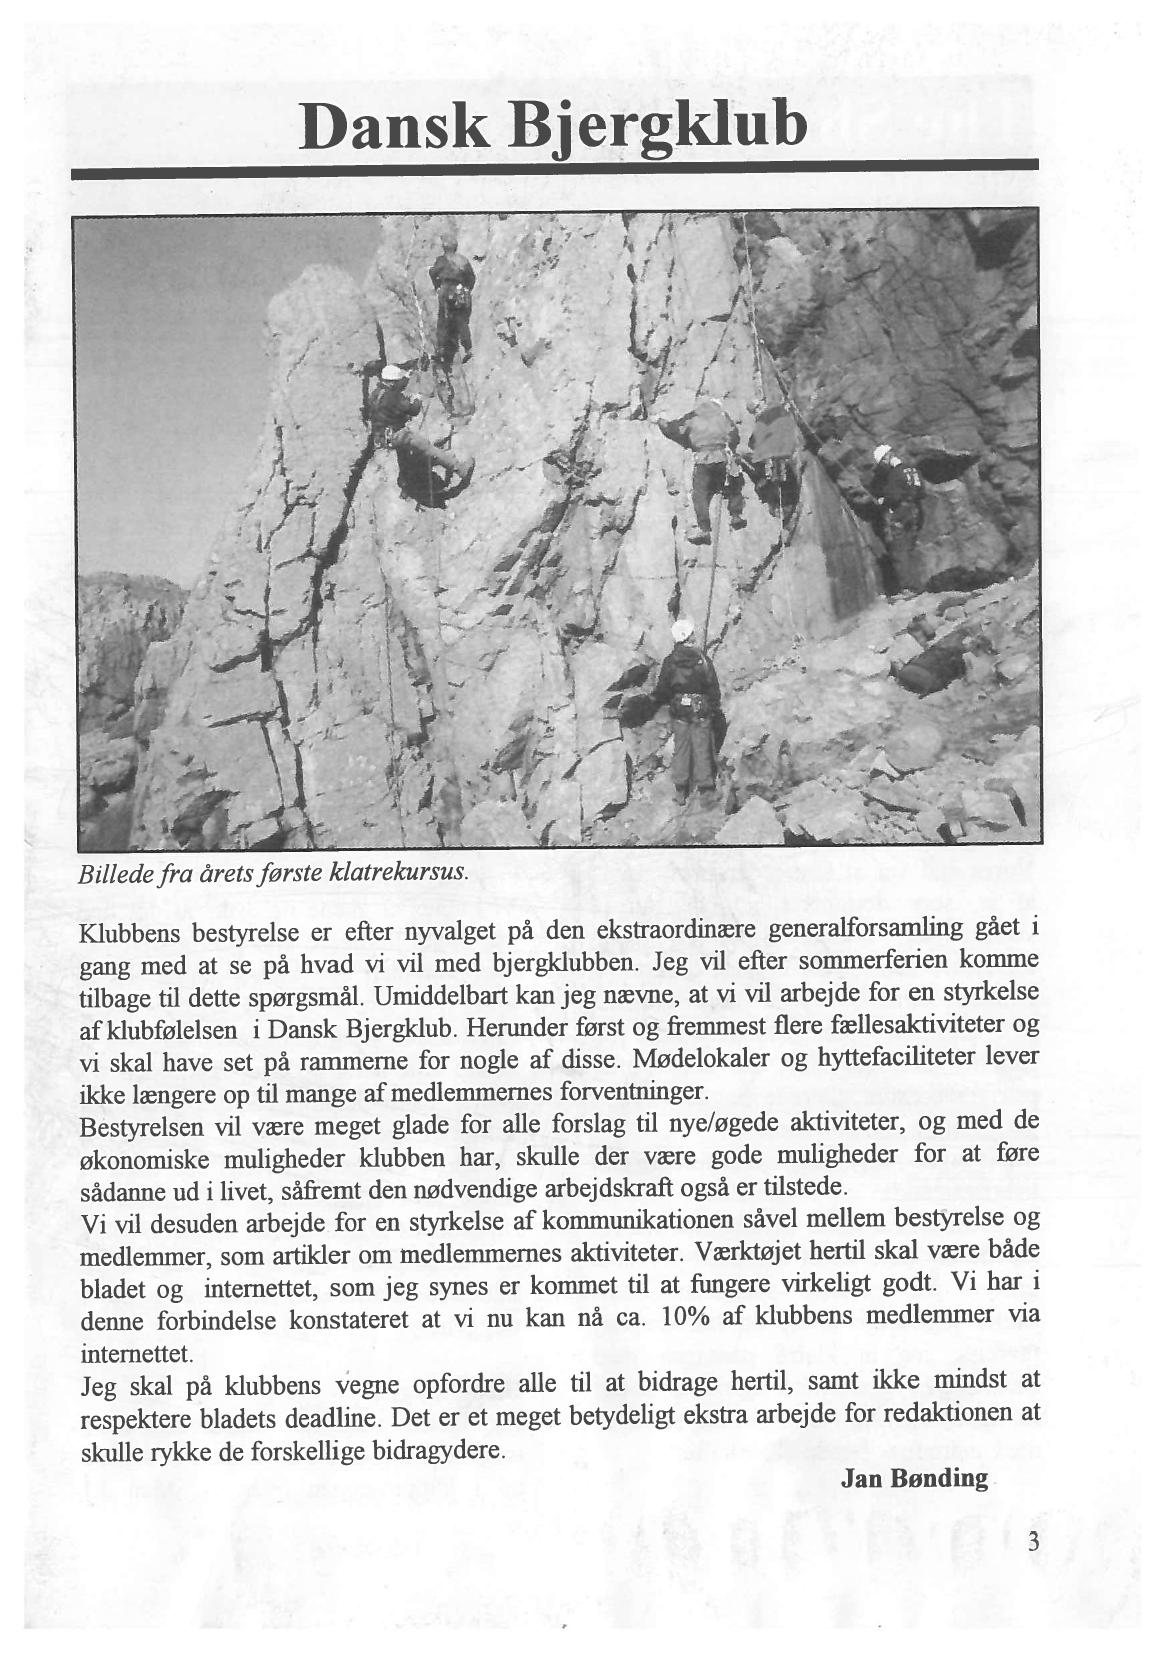 Dansk Bjergklub
Billede fra årets første klatrekursus.
Klubbens bestyrelse er efter nyvalget på den ekstraordinære generalforsamling gået i
gang med at se på hvad vi vil med bjergklubben. Jeg vil efter sommerferien komme
tilbage til dette spørgsmål. Umiddelbart kan jeg nævne, at vi vil arbejde for en styrkelse
af klubfølelsen i Dansk Bjergklub. Herunder først og fremmest flere fællesaktiviteter og
vi skal have set på rammerne for nogle af disse. Mødelokaler og hyttefaciliteter lever
ikke længere op til mange af medlemmernes forventninger.
Bestyrelsen vil være meget glade for alle forslag til nye/øgede aktiviteter, og med de
økonomiske muligheder klubben har, skulle der være gode muligheder for at føre
sådanne ud i livet, såfremt den nødvendige arbejdskraft også er tilstede.
Vi vil desuden arbejde for en styrkelse af kommunikationen såvel mellem bestyrelse og
medlemmer, som artikler om medlemmernes aktiviteter. Værktøjet hertil skal være både
bladet og internettet, som jeg synes er kommet til at fungere virkeligt godt. Vi har i
denne forbindelse konstateret at vi nu kan nå ca. 10% af klubbens medlemmer via
internettet.
Jeg skal på klubbens vegne opfordre alle til at bidrage hertil, samt ikke mindst at
respektere bladets deadline. Det er et meget betydeligt ekstra arbejde for redaktionen at
skulle rykke de forskellige bidragydere.
Jan Bønding
3